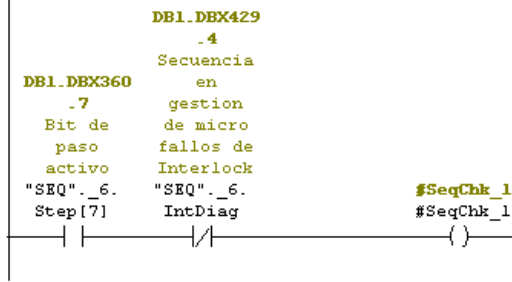 DB1.DBX360
.7
Bit de
paso
activo
"SEQ"._6.
Step[7]
DB1.DBX429
.4
Secuencia
en
gestion
de micro
fallos de
Interlock
"SEQ"._6.
IntDiag
#SeqChk_1
#SeqChk_1